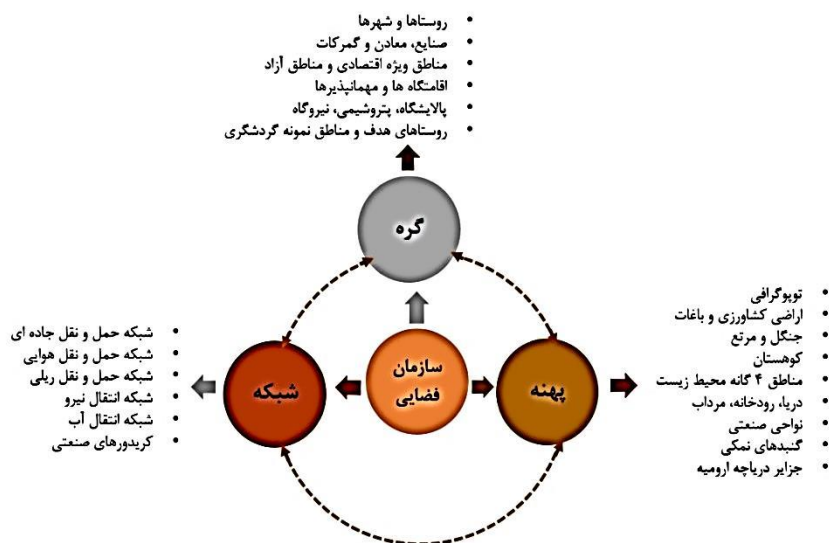 روستاها و شهرها
صنایع، معادن و گمرکات
مناطق ویژه اقتصادی و مناطق آزاد
اقامتگاه ها و مهمانپذیرها
پالایشگاه، پتروشیمی، نیروگاه
روستاهای هدف و مناطق نمونه گردشگری
گره
توپوگرافی
اراضی کشاورزی و باغات
جنگل و مرتع
کوهستان
مناطق ۴ گانه محیط زیست
دریا، رودخانه، مرداب
نواحی صنعتی
گنبدهای نمکی
جزایر دریاچه ارومیه
پهنه
سازمان
فضایی
شبکه
شبکه حمل و نقل جاده ای
شبکه حمل و نقل هوایی
شبکه حمل و نقل ریلی
شبکه انتقال نیرو
شبکه انتقال آب
کریدورهای صنعتی